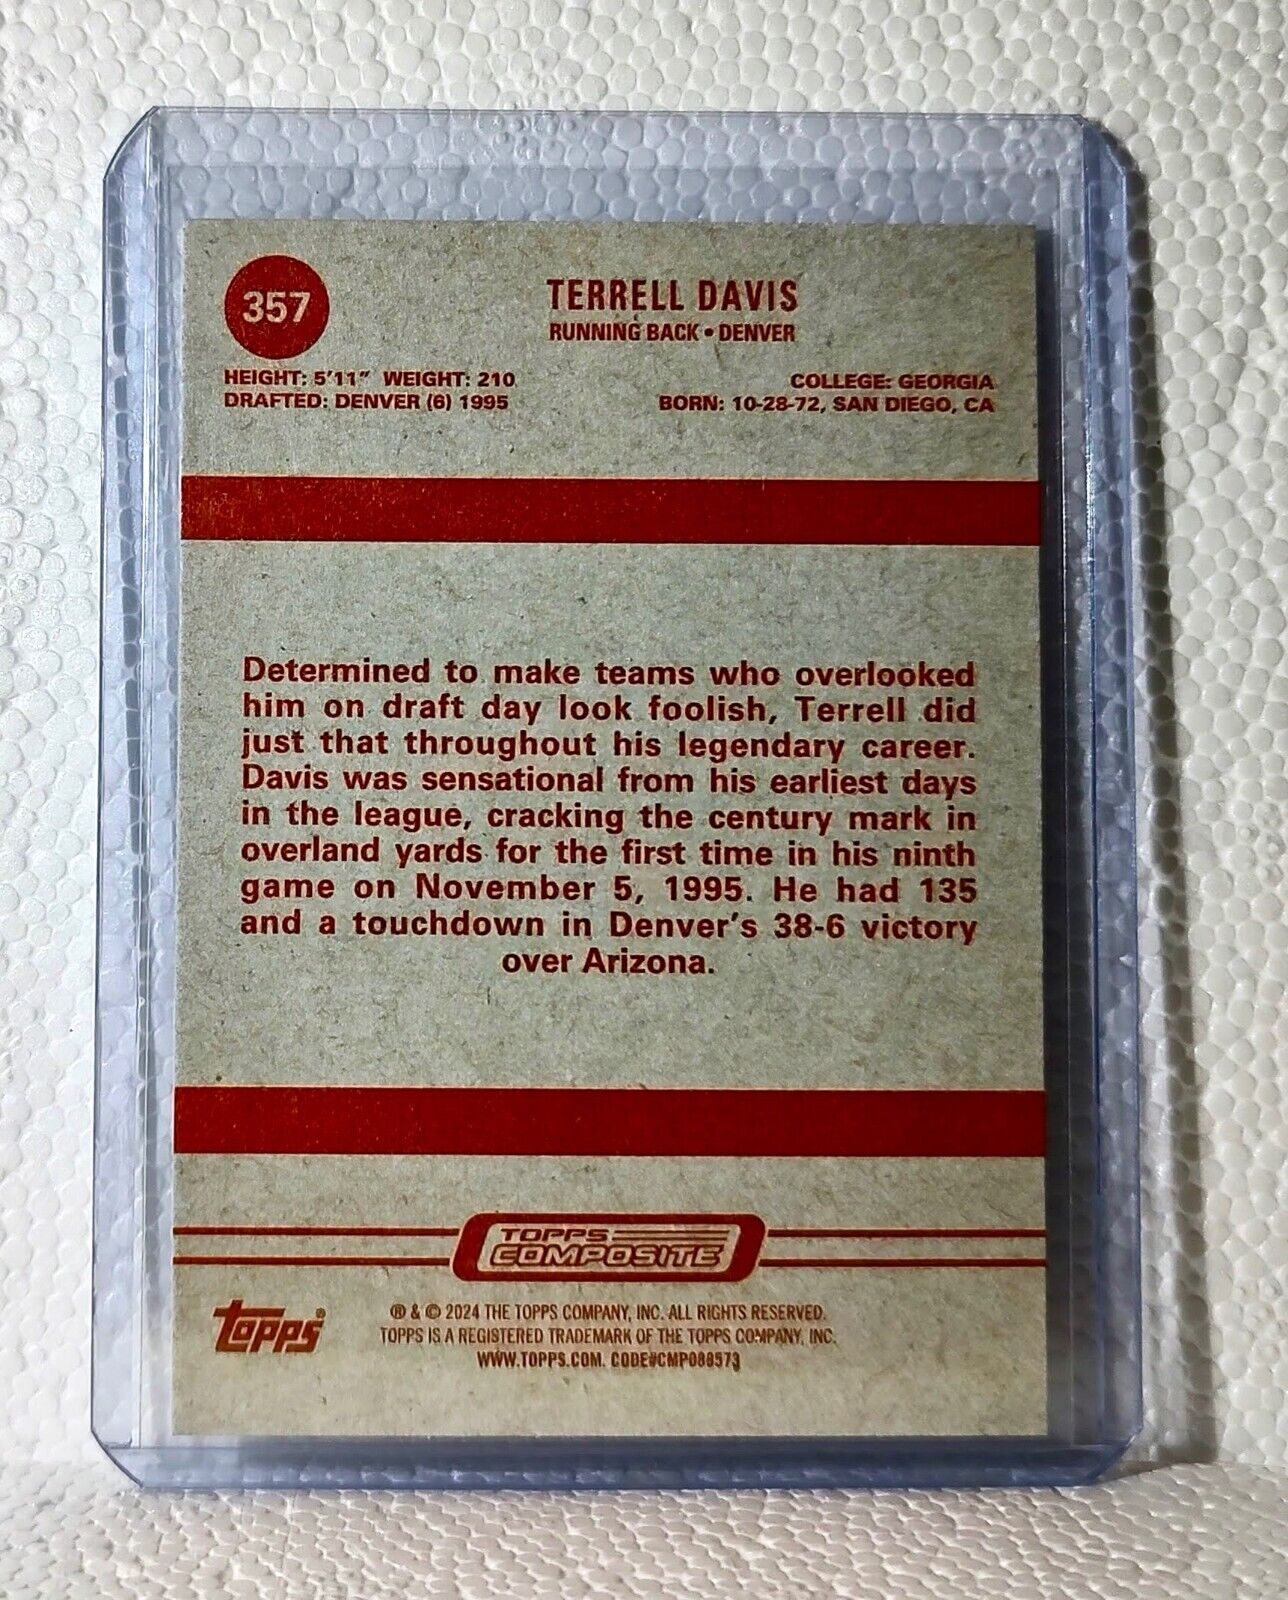 357
TERRELL DAVIS
RUNNING BACK • DENVER
HEIGHT: 5'11" WEIGHT: 210
DRAFTED: DENVER (6) 1995
COLLEGE: GEORGIA
BORN: 10-28-72, SAN DIEGO, CA
Determined to make teams who overlooked
him on draft day look foolish, Terrell did
just that throughout his legendary career.
Davis was sensational from his earliest days
in the league, cracking the century mark in
overland yards for the first time in his ninth
game on November 5, 1995. He had 135
and a touchdown in Denver's 38-6 victory
over Arizona.
TOPPS
COMPOSITE
topps®
® & © 2024 THE TOPPS COMPANY, INC. ALL RIGHTS RESERVED.
TOPPS IS A REGISTERED TRADEMARK OF THE TOPPS COMPANY, INC.
WWW.TOPPS.COM. CODE#CMP088573